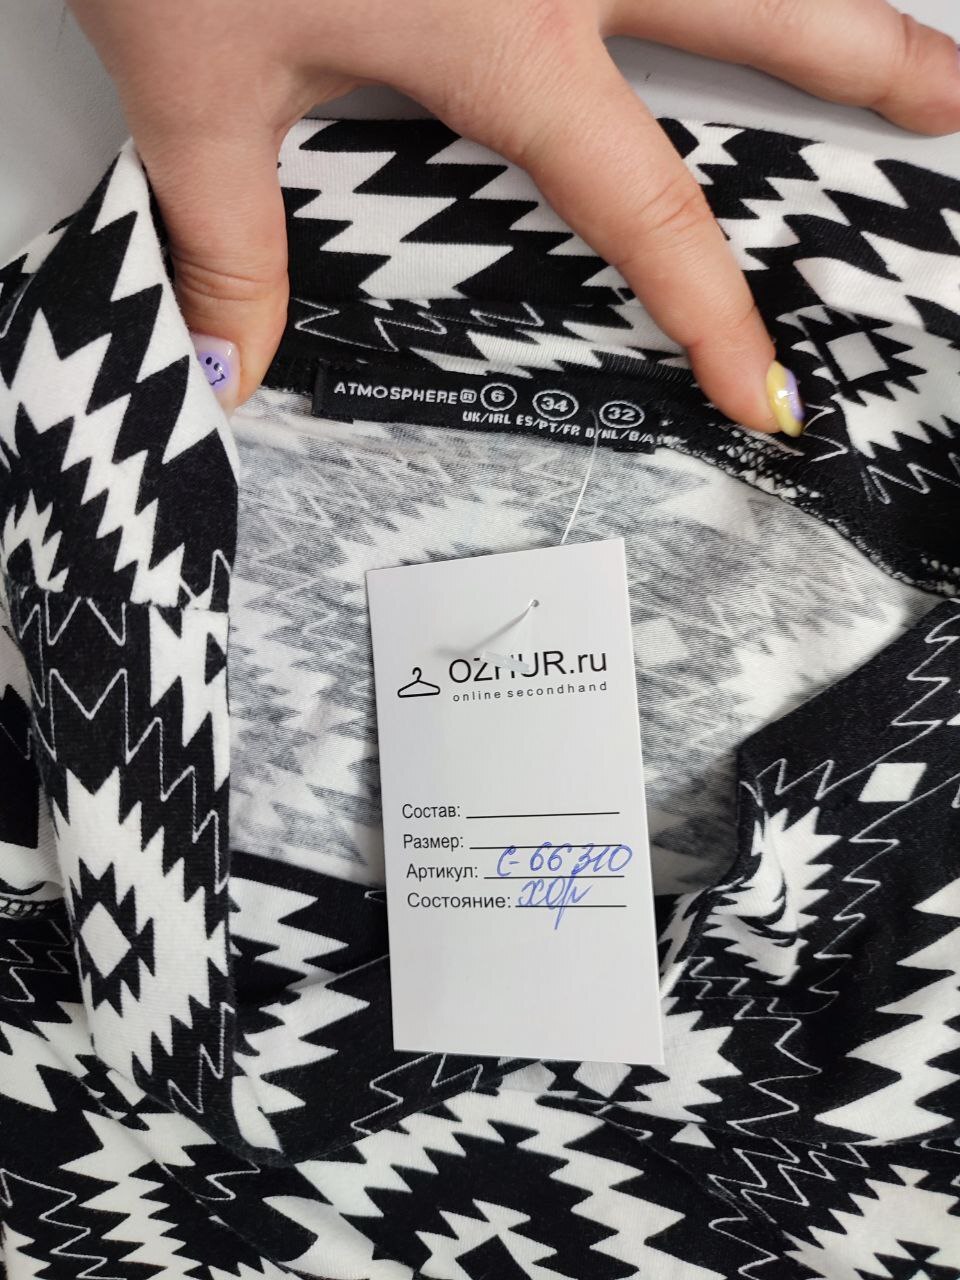 ATMOSPHERE® 6 34 32
UK/IRL ES/PT/FR D/NL/B/A
OZHUR.ru
online secondhand
Состав:
Размер:
Артикул: С-66310
Состояние: хор